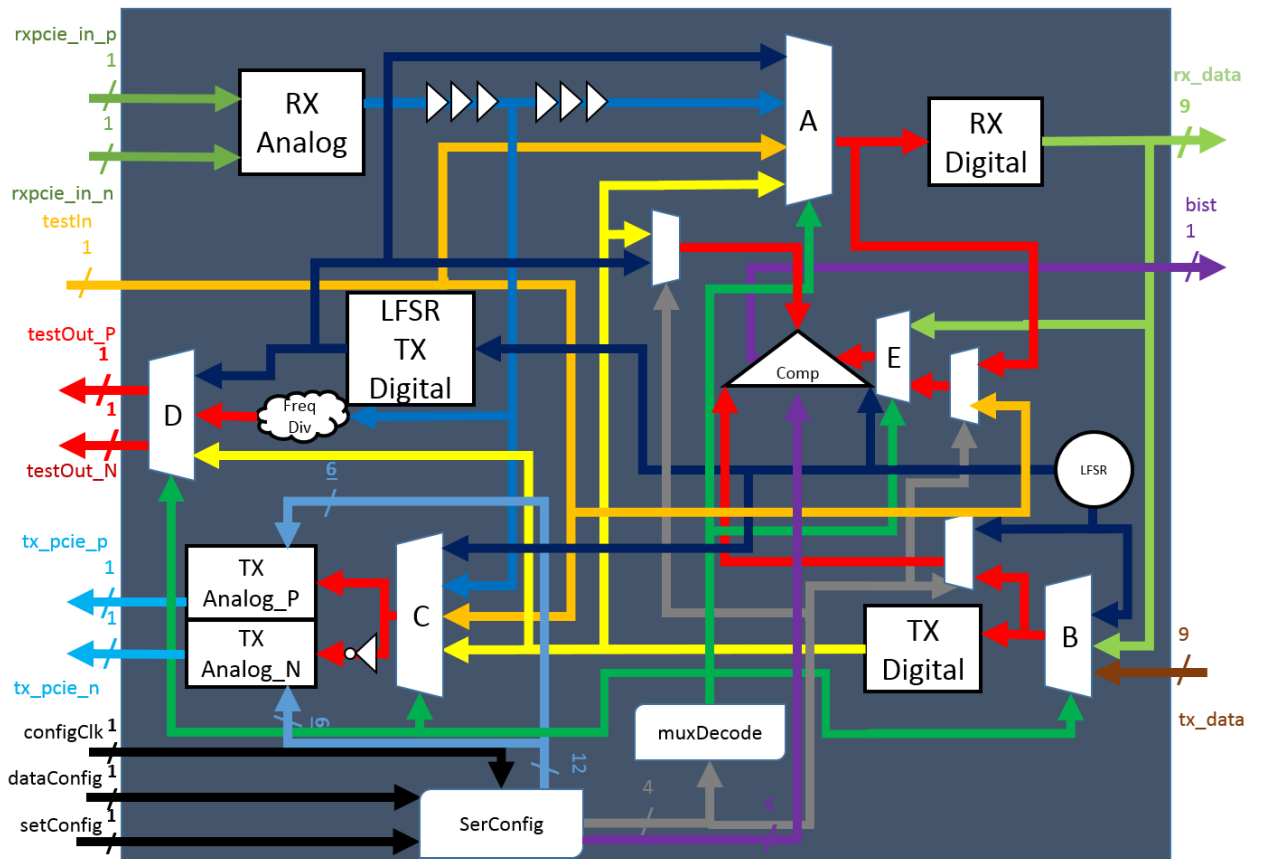 rxpcie_in_p
1
1
rxpcie_in_n
testIn
1
testOut_P
1
1
testOut_N
tx_pcie_p
1
1
tx_pcie_n
configClk 1
dataConfig 1
setConfig 1
RX
Analog
A
RX
Digital
rx_data
9
bist
1
LFSR
TX
Digital
D
Freq
Div
Comp
E
LFSR
6
TX
Analog_P
TX
Analog_N
C
TX
Digital
B
9
tx_data
6
12
muxDecode
SerConfig
4
4